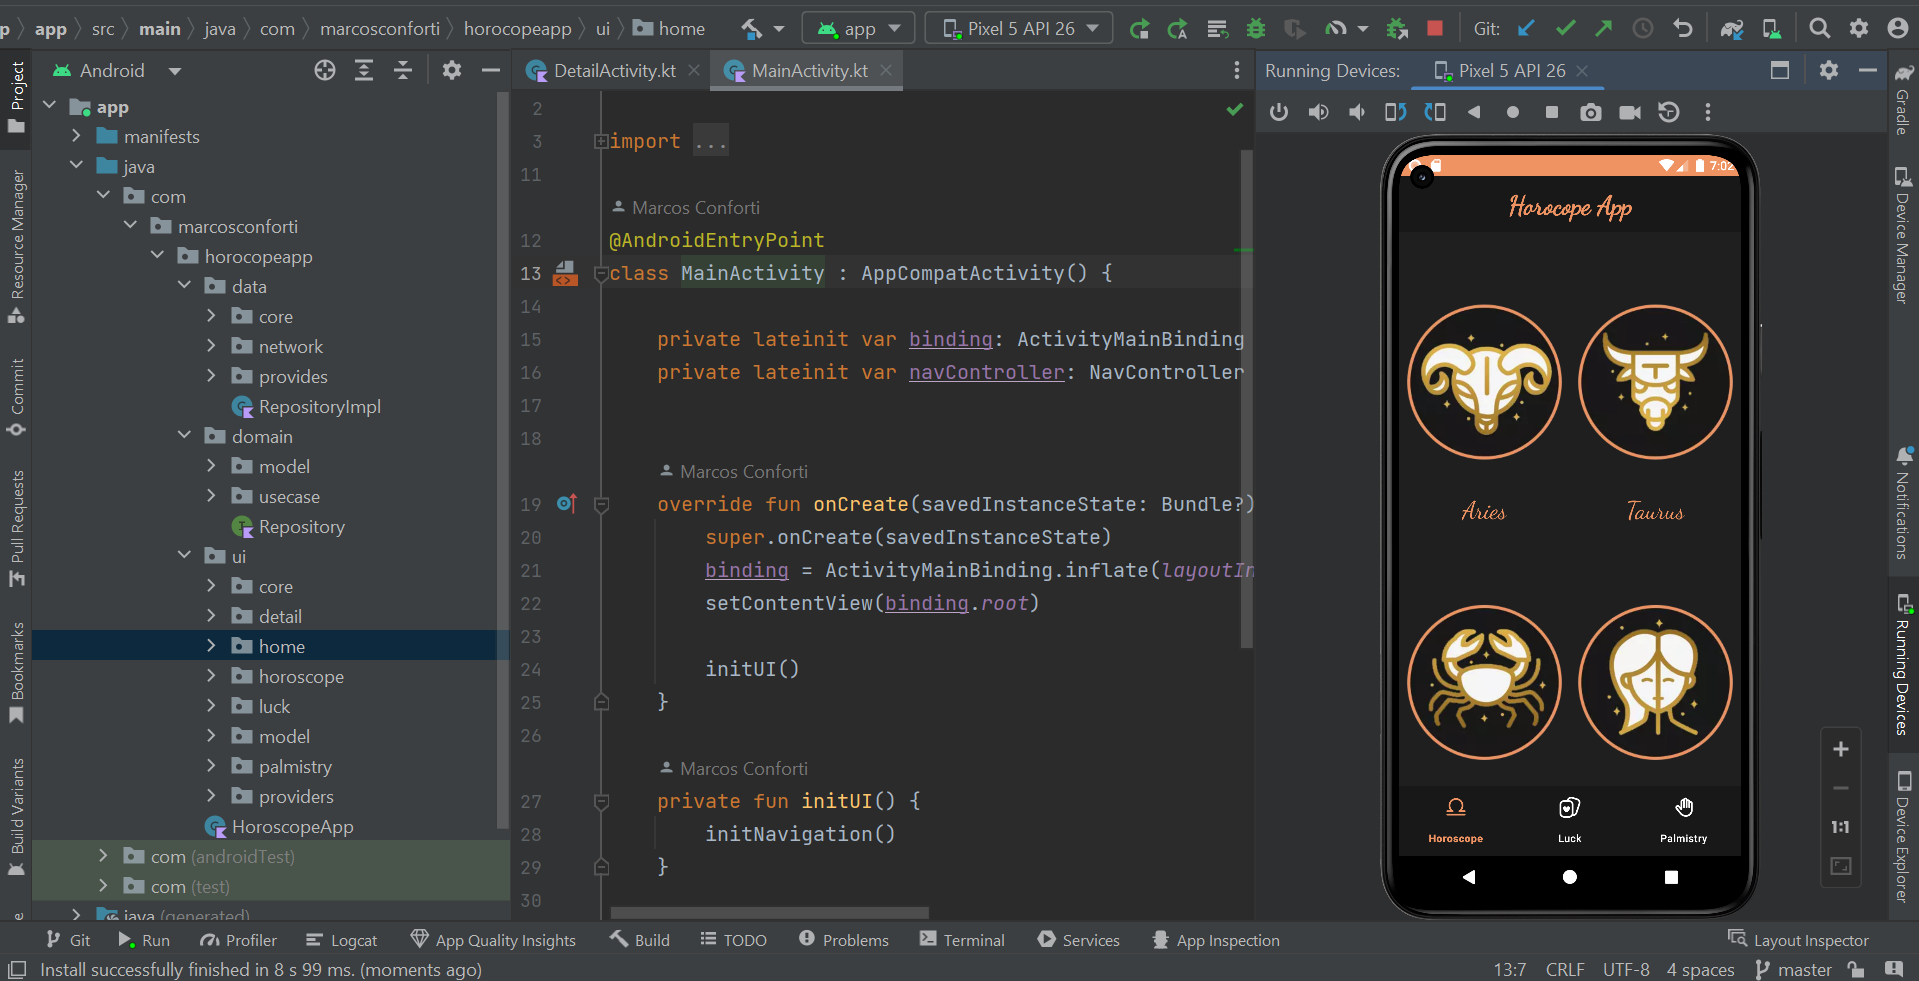 p
app
src
main
java
com
marcosconforti
horocopeapp
ui
home
app
Pixel 5 API 26
Git:
Android
DetailActivity.kt
MainActivity.kt
Running Devices:
Pixel 5 API 26
Project
Resource Manager
Commit
Pull Requests
Bookmarks
Build Variants
app
manifests
java
com
marcosconforti
horocopeapp
data
core
network
provides
RepositoryImpl
domain
model
usecase
Repository
ui
core
detail
home
horoscope
luck
model
palmistry
providers
HoroscopeApp
com (androidTest)
com (test)
java (generated)
2
3 import ...
11
Marcos Conforti
12 @AndroidEntryPoint
13 class MainActivity : AppCompatActivity() {
14
15 private lateinit var binding: ActivityMainBinding
16 private lateinit var navController: NavController
17
18
Marcos Conforti
19 override fun onCreate(savedInstanceState: Bundle?)
20 super.onCreate(savedInstanceState)
21 binding = ActivityMainBinding.inflate(layoutIn
22 setContentView(binding.root)
23
24 initUI()
25 }
26
Marcos Conforti
27 private fun initUI() {
28 initNavigation()
29 }
30
7:02
Horocope App
Aries
Taurus
Horoscope
Luck
Palmistry
1:1
Gradle
Device Manager
Notifications
Running Devices
Device Explorer
Git
Run
Profiler
Logcat
App Quality Insights
Build
TODO
Problems
Terminal
Services
App Inspection
Layout Inspector
Install successfully finished in 8 s 99 ms. (moments ago)
13:7
CRLF
UTF-8
4 spaces
master